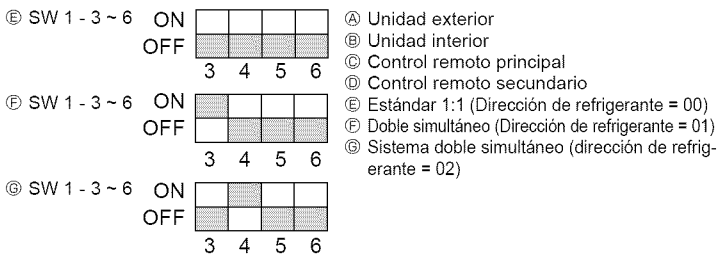 Ⓔ SW 1 - 3 ~ 6 ON
OFF
3 4 5 6
Ⓕ SW 1 - 3 ~ 6 ON
OFF
3 4 5 6
Ⓖ SW 1 - 3 ~ 6 ON
OFF
3 4 5 6
Ⓐ Unidad exterior
Ⓑ Unidad interior
Ⓒ Control remoto principal
Ⓓ Control remoto secundario
Ⓔ Estándar 1:1 (Dirección de refrigerante = 00)
Ⓕ Doble simultáneo (Dirección de refrigerante = 01)
Ⓖ Sistema doble simultáneo (dirección de refrig-
erante = 02)